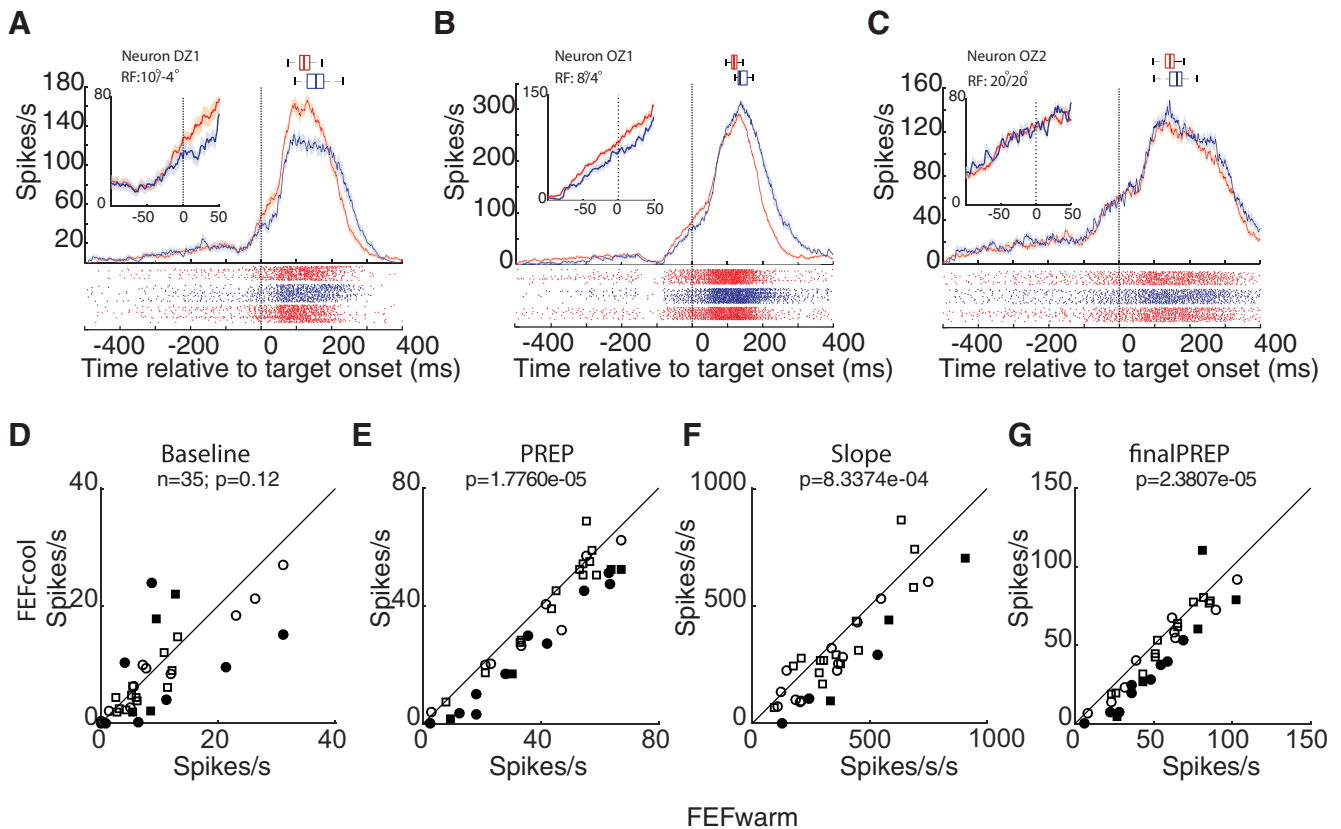 A
Neuron DZ1
RF:10°/-4°
Spikes/s
180
160
140
120
100
80
60
40
20
80
0
-50 0 50
-400 -200 0 200 400
Time relative to target onset (ms)
B
Neuron OZ1
RF: 8°/4°
Spikes/s
300
200
100
0
150
0
-50 0 50
-400 -200 0 200 400
Time relative to target onset (ms)
C
Neuron OZ2
RF: 20°/20°
Spikes/s
160
120
80
40
0
80
0
-50 0 50
-400 -200 0 200 400
Time relative to target onset (ms)
D
Baseline
n=35; p=0.12
FEFcool
Spikes/s
40
20
0
0 20 40
Spikes/s
E
PREP
p=1.7760e-05
Spikes/s
80
40
0
0 40 80
Spikes/s
F
Slope
p=8.3374e-04
Spikes/s/s
1000
500
0
0 500 1000
Spikes/s/s
G
finalPREP
p=2.3807e-05
Spikes/s
150
100
50
0
0 50 100 150
Spikes/s
FEFwarm